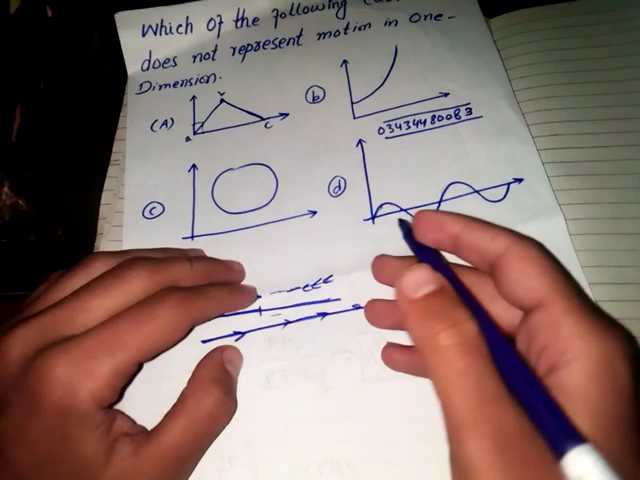 Which of the following
does not represent motion in One-
Dimension.
(A)
b
03434480083
c
d